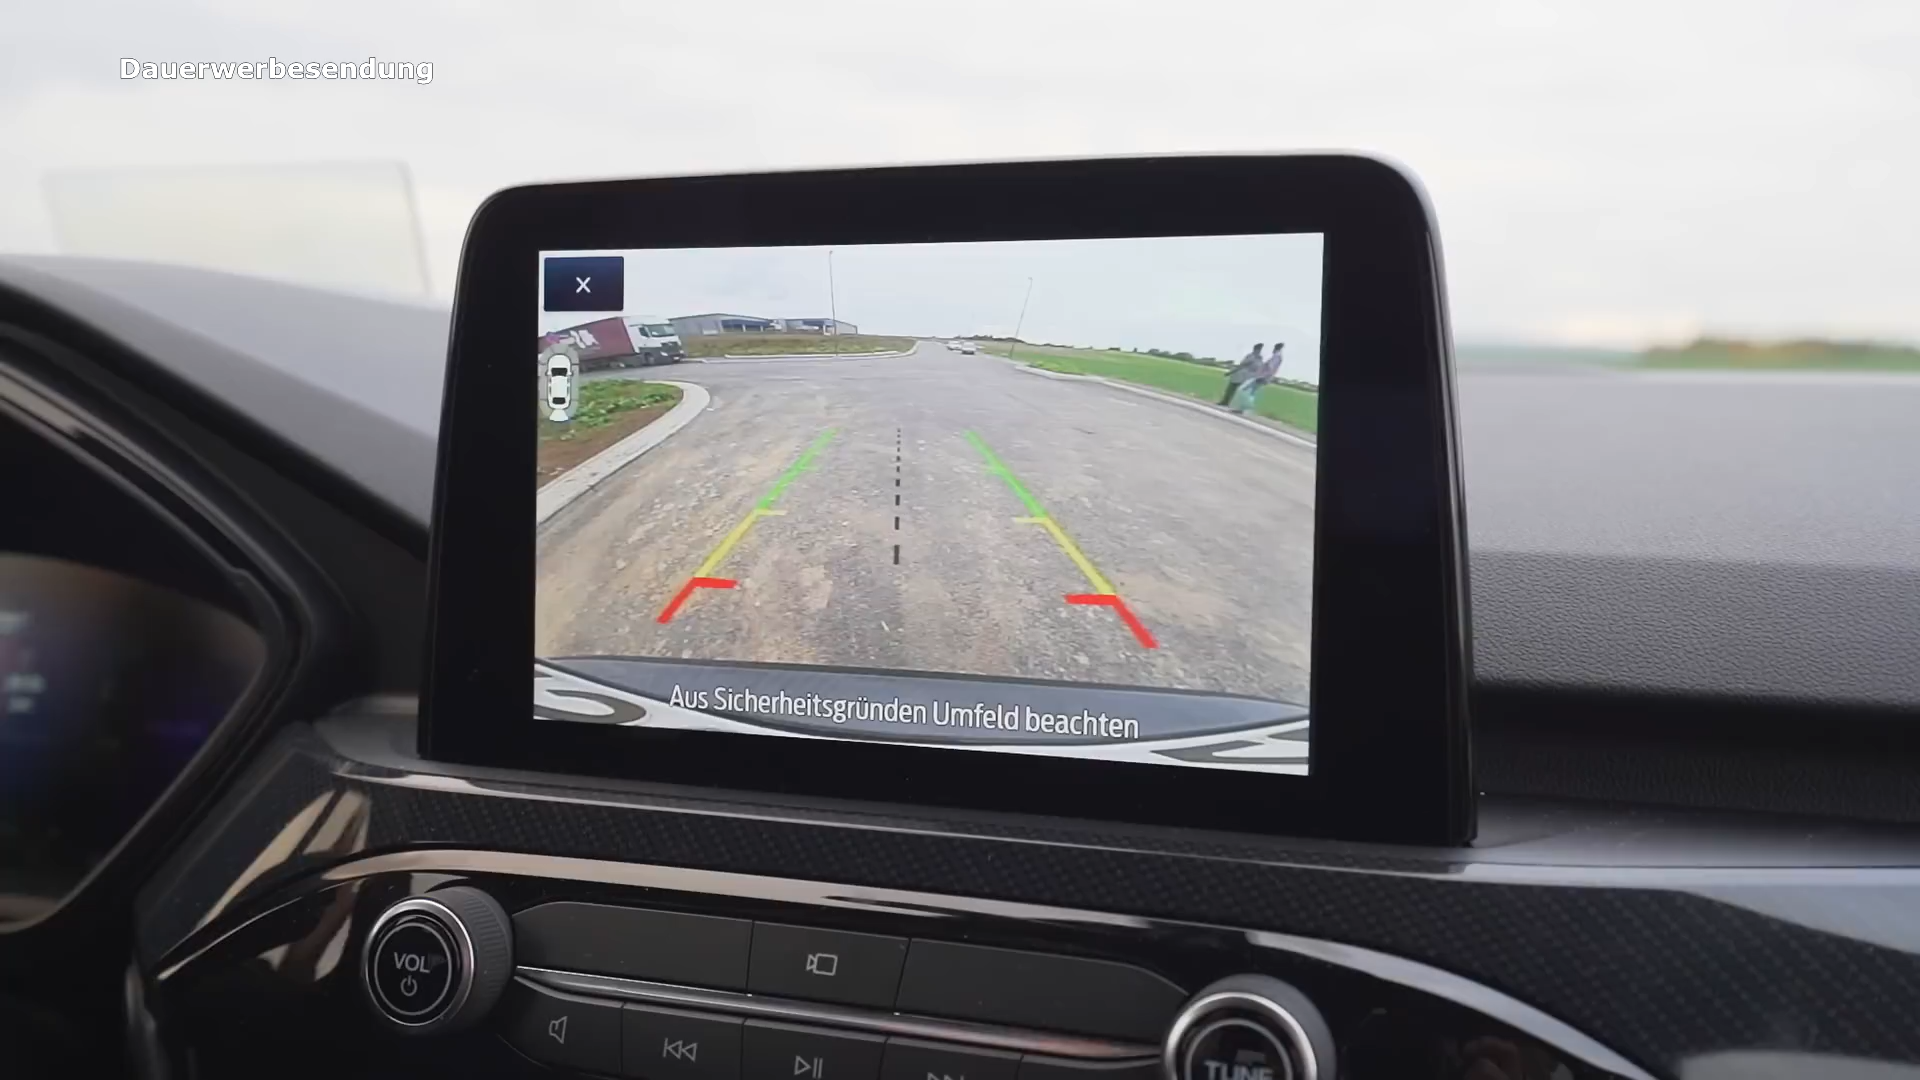 Dauerwerbesendung
X
Aus Sicherheitsgründen Umfeld beachten
VOL
TUNE